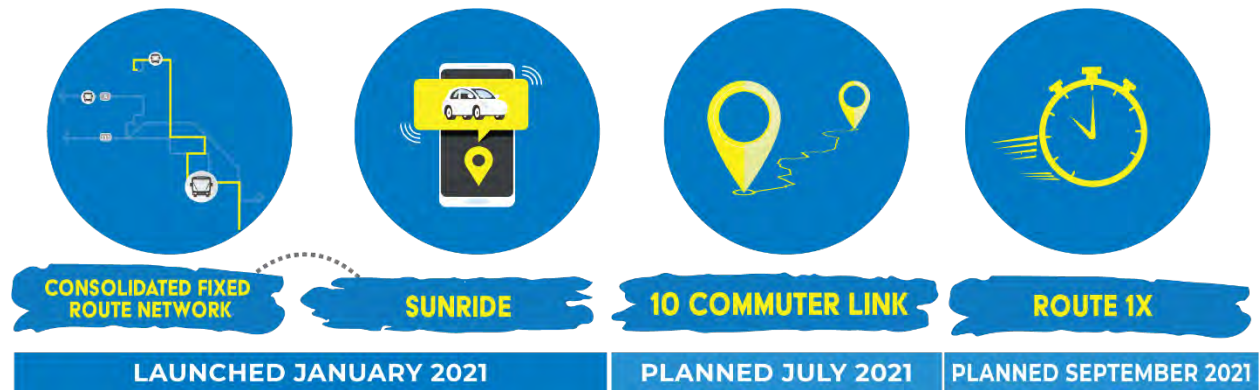 CONSOLIDATED FIXED
ROUTE NETWORK
SUNRIDE
10 COMMUTER LINK
ROUTE 1X
LAUNCHED JANUARY 2021
PLANNED JULY 2021
PLANNED SEPTEMBER 2021